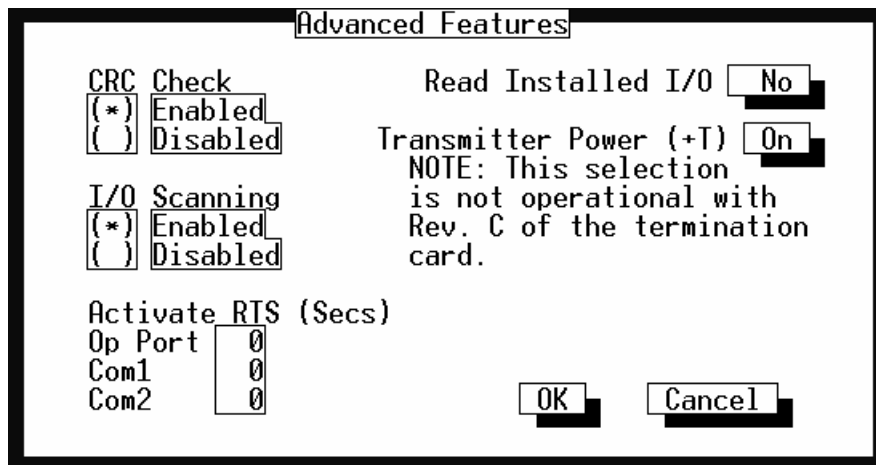 Advanced Features
CRC Check
(*) Enabled
( ) Disabled
I/O Scanning
(*) Enabled
( ) Disabled
Activate RTS (Secs)
Op Port 0
Com1 0
Com2 0
Read Installed I/O No
Transmitter Power (+T) On
NOTE: This selection
is not operational with
Rev. C of the termination
card.
OK Cancel